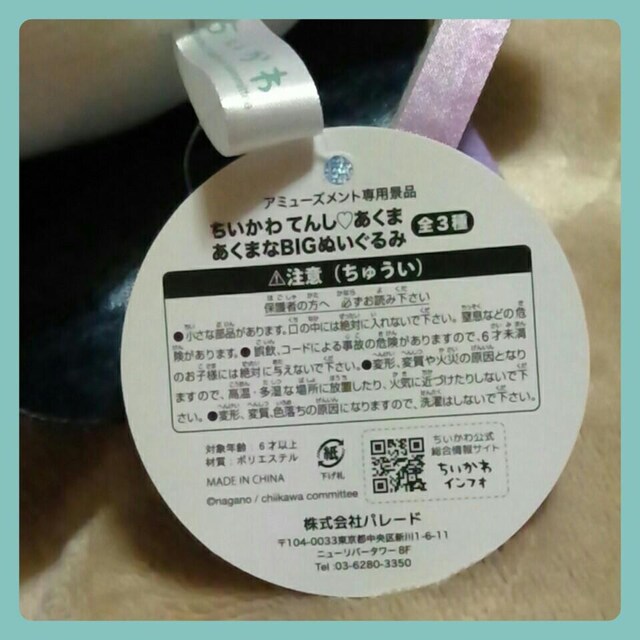 ちいかわ
アミューズメント専用景品
ちいかわ てんし♡あくま
あくまなBIGぬいぐるみ
全3種
⚠注意（ちゅうい）
保護者の方へ 必ずお読み下さい
●小さな部品があります。口の中には絶対に入れないで下さい。窒息などの危
険があります。●誤飲、コードによる事故の危険がありますので、6才未満
のお子様には絶対に与えないで下さい。●変形、変質や火災の原因となり
ますので、高温・多湿な場所に放置したり、火気に近づけたりしないで下
さい。●変形、変質、色落ちの原因になりますので、洗濯はしないで下さい。
対象年齢：6才以上
材質：ポリエステル
MADE IN CHINA
©nagano / chiikawa committee
紙
下げ札
ちいかわ公式
総合情報サイト
ちいかわ
インフォ
株式会社パレード
〒104-0033東京都中央区新川1-6-11
ニューリバータワー8F
Tel:03-6280-3350